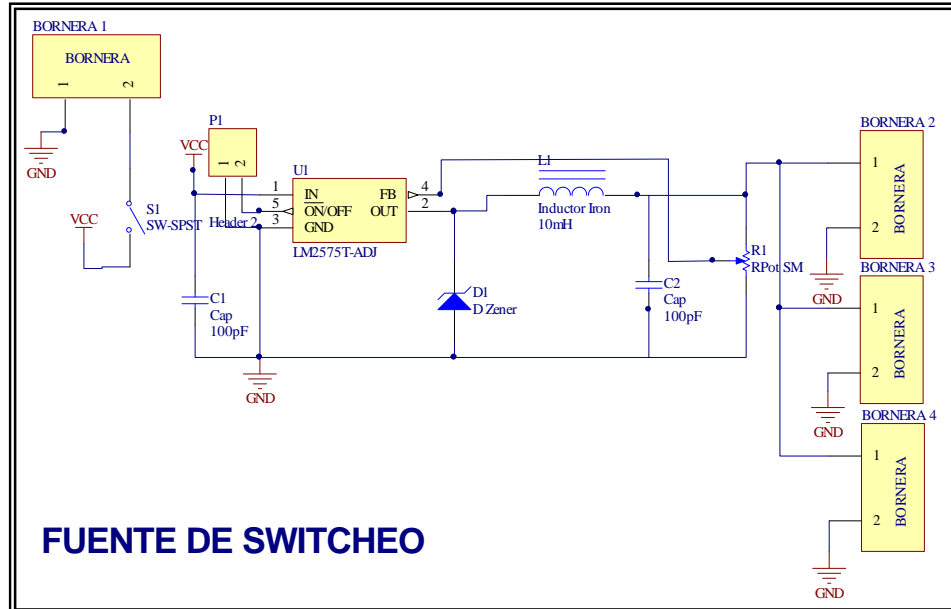 BORNERA 1
BORNERA
1
2
GND
VCC
S1
SW-SPST
P1
1
2
Header 2
VCC
U1
1
IN
5
ON/OFF
3
GND
FB
4
OUT
2
LM2575T-ADJ
C1
Cap
100pF
GND
D1
D Zener
L1
Inductor Iron
10mH
C2
Cap
100pF
R1
RPot SM
BORNERA 2
1
2
BORNERA
GND
BORNERA 3
1
2
BORNERA
GND
BORNERA 4
1
2
BORNERA
GND
FUENTE DE SWITCHEO